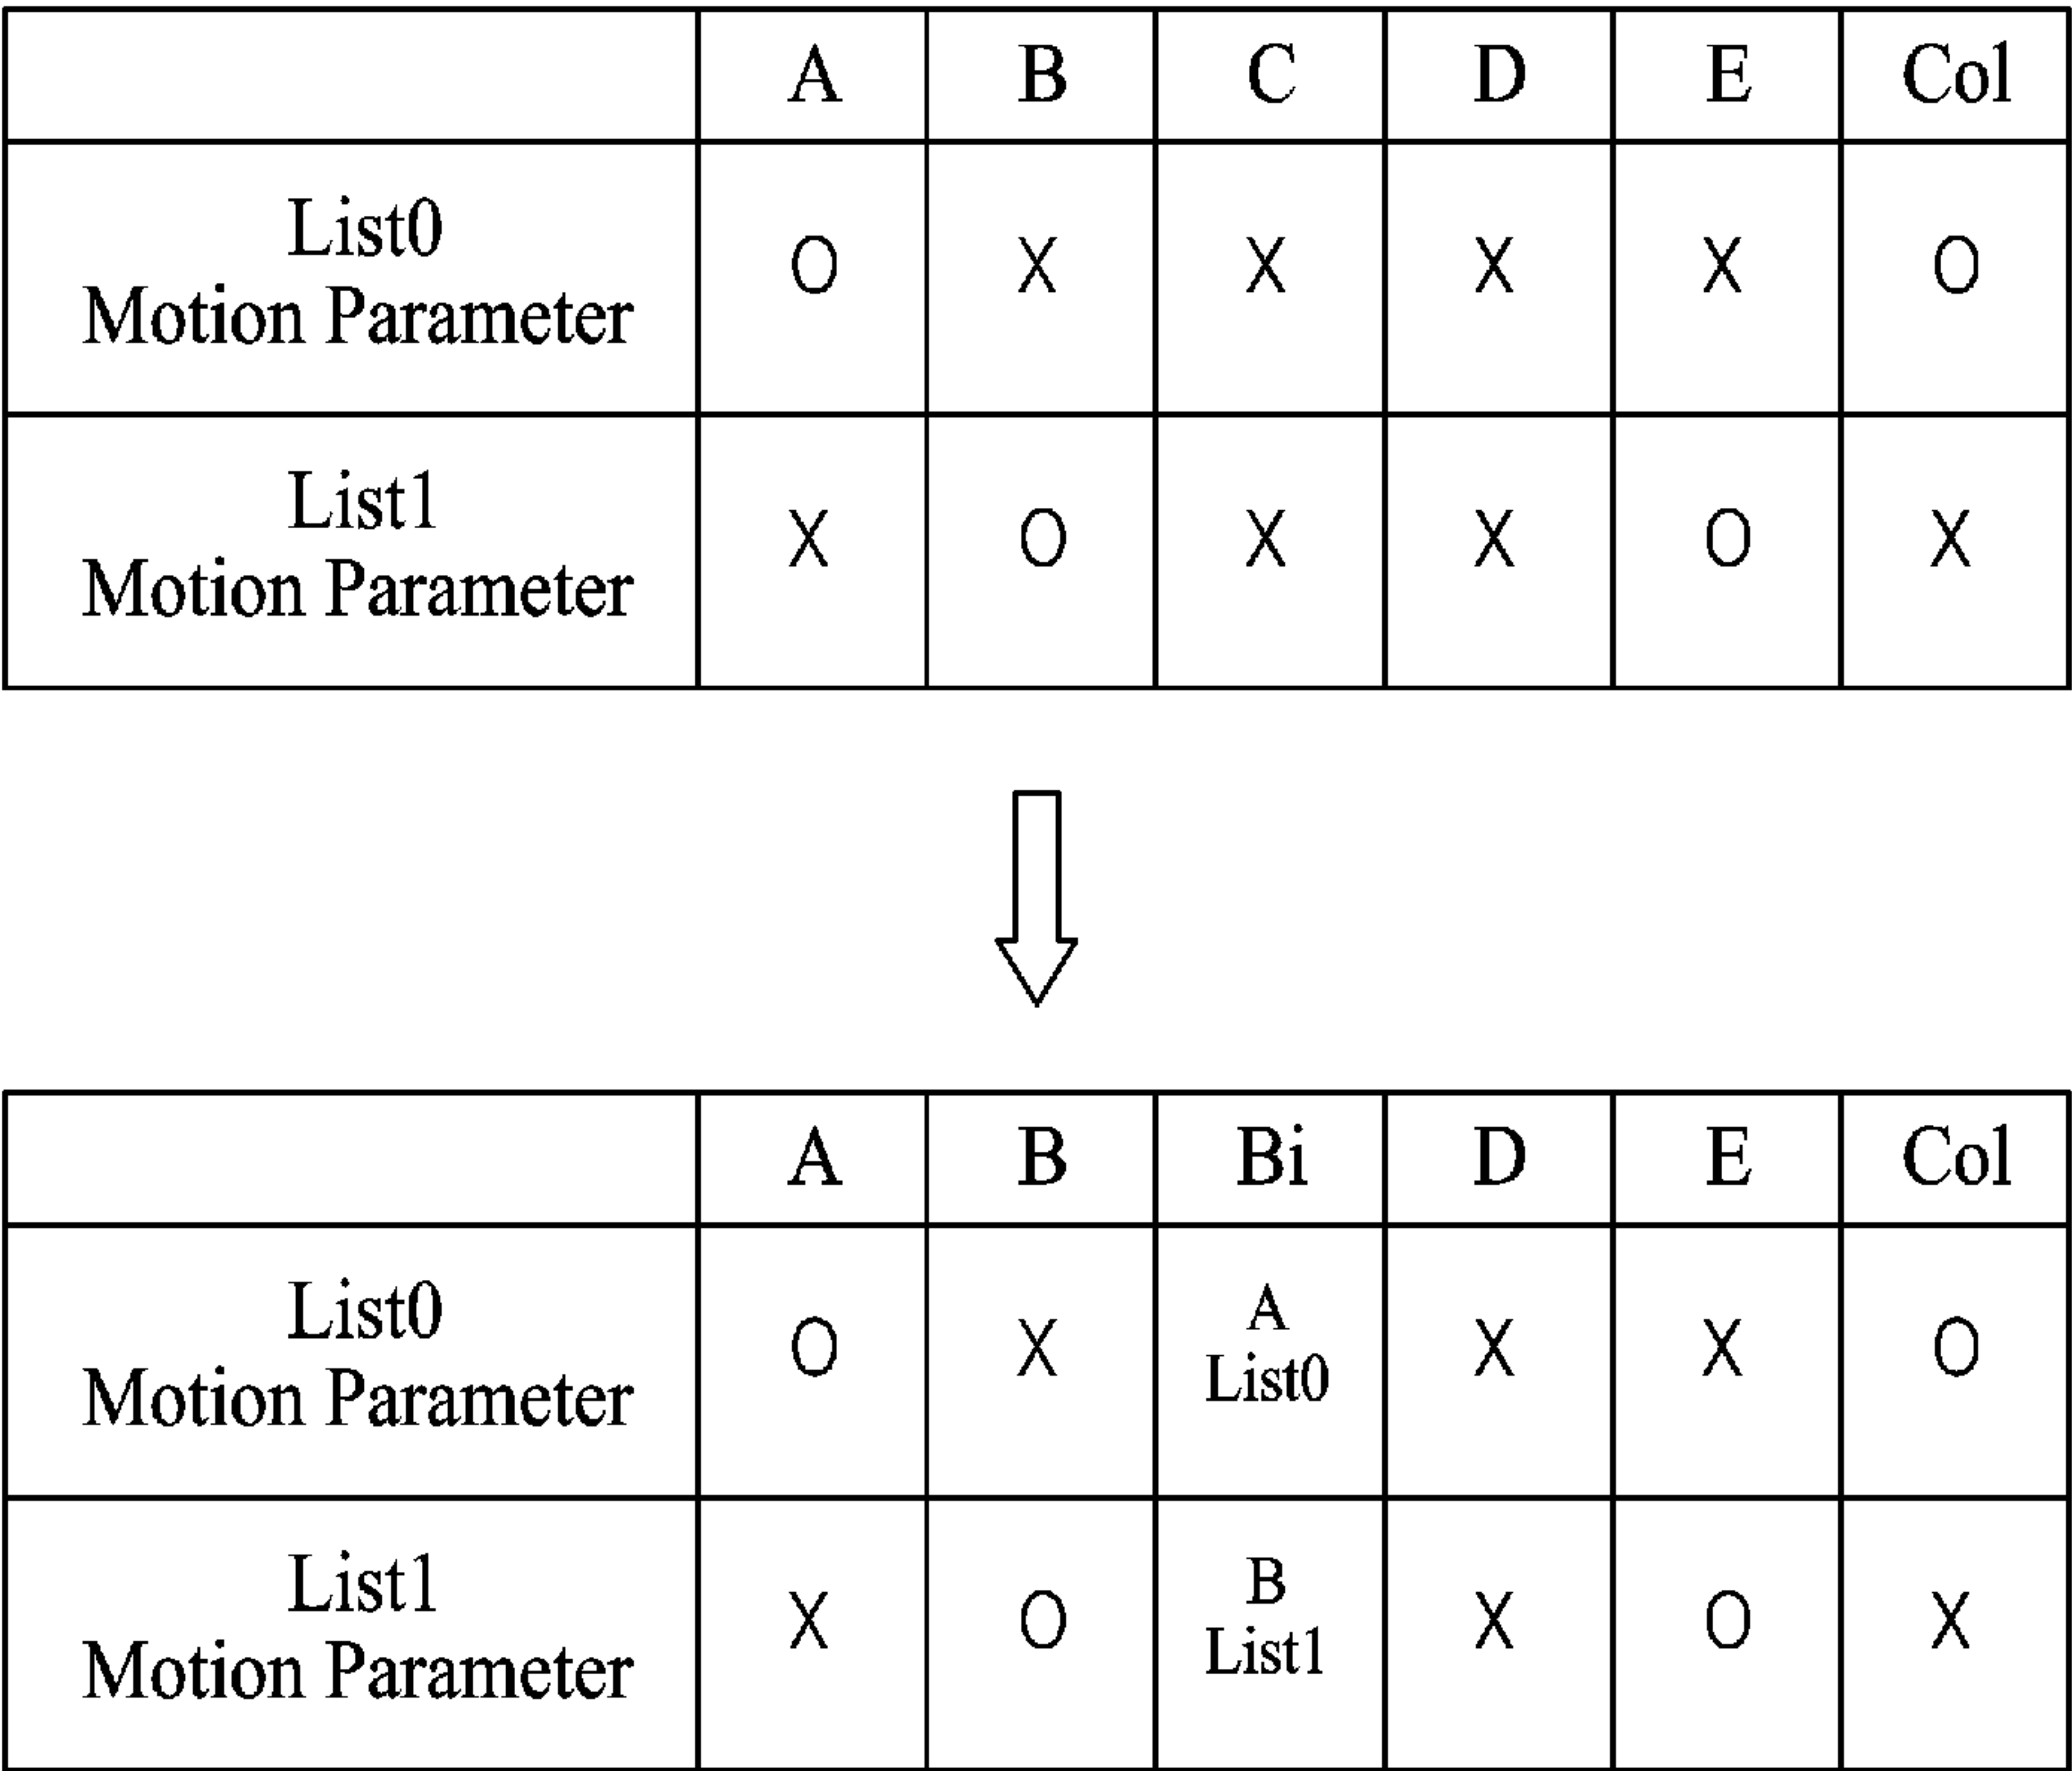 A B C D E Col
List0
Motion Parameter
O X X X X O
List1
Motion Parameter
X O X X O X
A B Bi D E Col
List0
Motion Parameter
O X A List0 X X O
List1
Motion Parameter
X O B List1 X O X